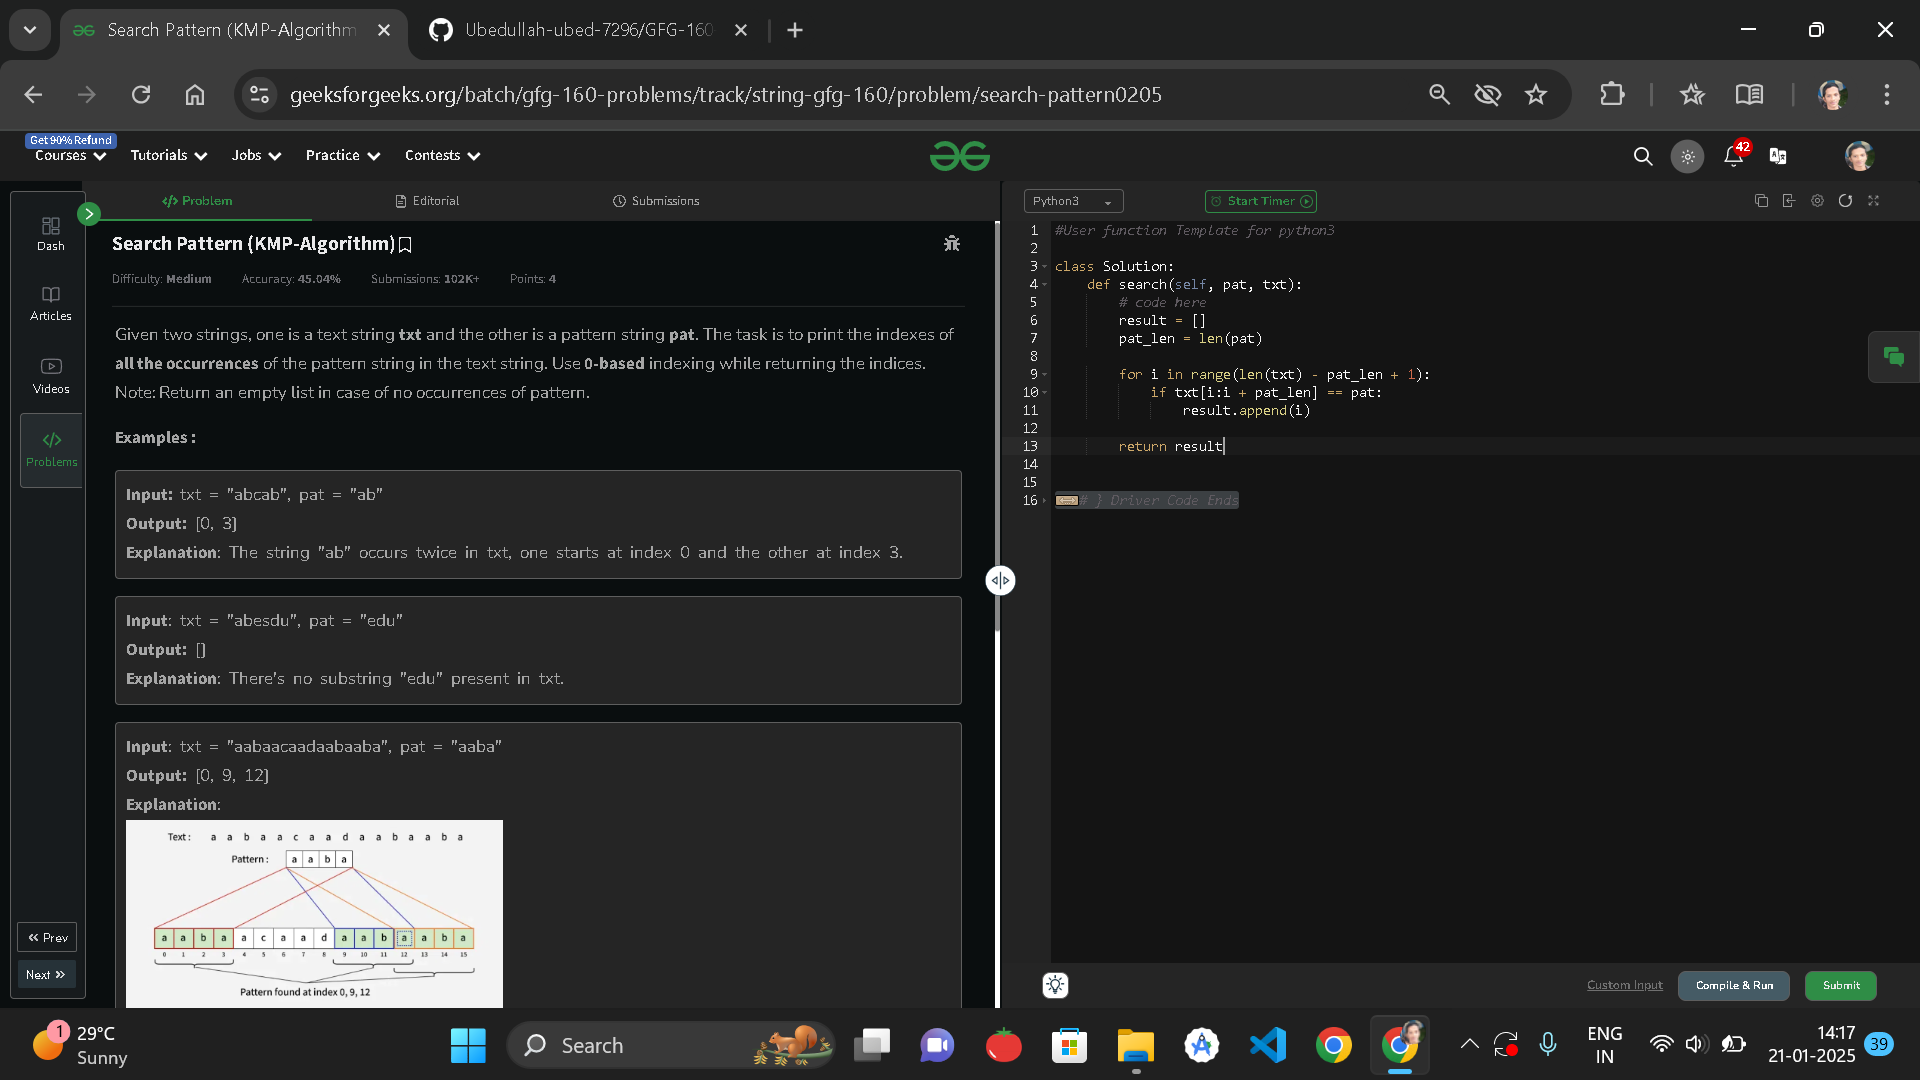 Search Pattern (KMP-Algorithm
Ubedullah-ubed-7296/GFG-160
geeksforgeeks.org/batch/gfg-160-problems/track/string-gfg-160/problem/search-pattern0205
Get 90% Refund
Courses
Tutorials
Jobs
Practice
Contests
42
Problem
Editorial
Submissions
Python3
Start Timer
Dash
Articles
Videos
Problems
Prev
Next
Search Pattern (KMP-Algorithm)
Difficulty: Medium Accuracy: 45.04% Submissions: 102K+ Points: 4
Given two strings, one is a text string txt and the other is a pattern string pat. The task is to print the indexes of
all the occurrences of the pattern string in the text string. Use 0-based indexing while returning the indices.
Note: Return an empty list in case of no occurrences of pattern.
Examples :
Input: txt = "abcab", pat = "ab"
Output: [0, 3]
Explanation: The string "ab" occurs twice in txt, one starts at index 0 and the other at index 3.
Input: txt = "abesdu", pat = "edu"
Output: []
Explanation: There's no substring "edu" present in txt.
Input: txt = "aabaacaadaabaaba", pat = "aaba"
Output: [0, 9, 12]
Explanation:
Text : a a b a a c a a d a a b a a b a
Pattern : a a b a
a a b a a c a a d a a b a a b a
0 1 2 3 4 5 6 7 8 9 10 11 12 13 14 15
Pattern found at index 0, 9, 12
1 #User function Template for python3
2
3 class Solution:
4 def search(self, pat, txt):
5 # code here
6 result = []
7 pat_len = len(pat)
8
9 for i in range(len(txt) - pat_len + 1):
10 if txt[i:i + pat_len] == pat:
11 result.append(i)
12
13 return result
14
15
16 # } Driver Code Ends
Custom Input
Compile & Run
Submit
1
29°C
Sunny
Search
ENG
IN
14:17
21-01-2025
39